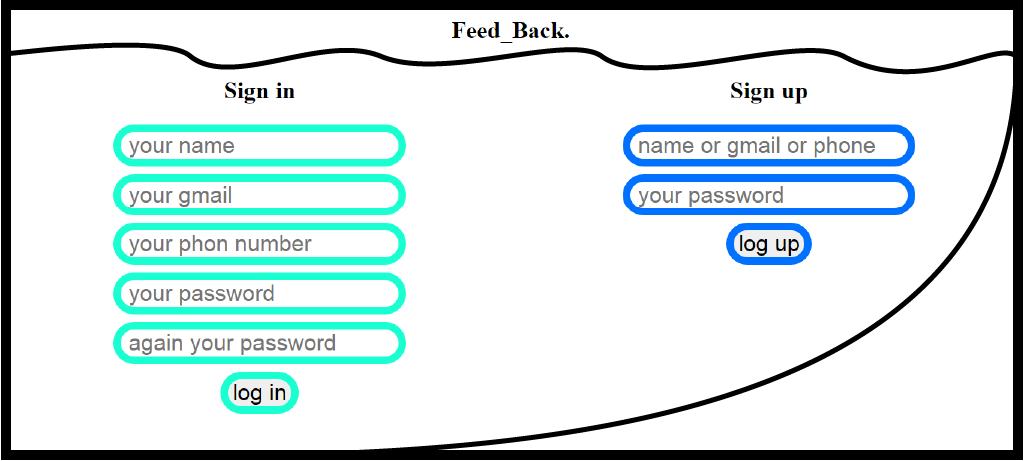 Feed_Back.
Sign in
your name
your gmail
your phon number
your password
again your password
log in
Sign up
name or gmail or phone
your password
log up